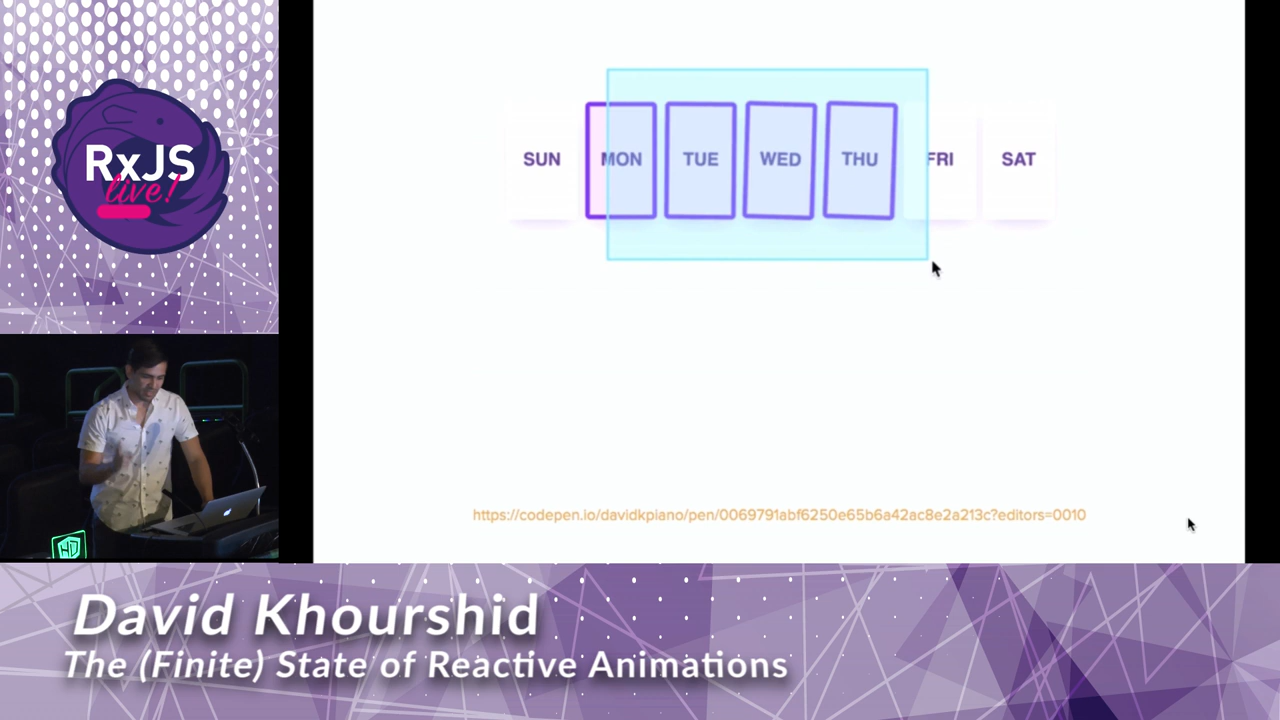 RxJS
live!
SUN MON TUE WED THU FRI SAT
https://codepen.io/davidkpiano/pen/0069791abf6250e65b6a42ac8e2a213c?editors=0010
David Khourshid
The (Finite) State of Reactive Animations